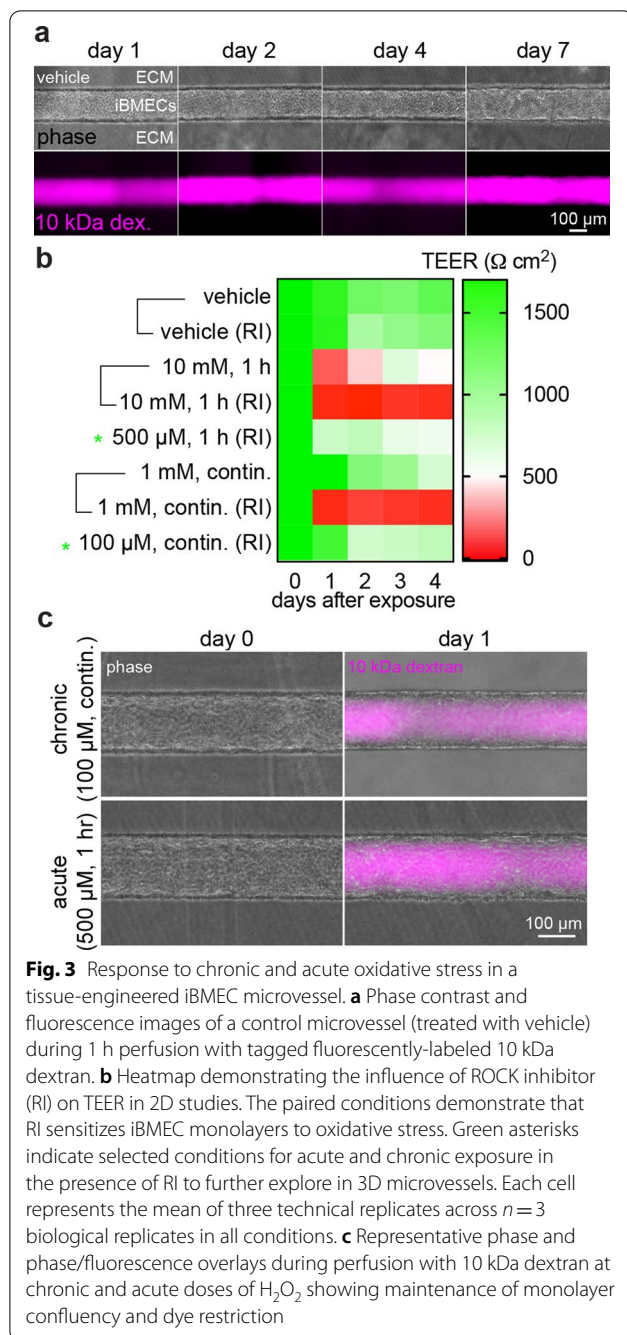 a
day 1 day 2 day 4 day 7
vehicle ECM
iBMECs
phase ECM
10 kDa dex.
100 µm
b
TEER (Ω cm²)
vehicle
vehicle (RI)
10 mM, 1 h
10 mM, 1 h (RI)
* 500 µM, 1 h (RI)
1 mM, contin.
1 mM, contin. (RI)
* 100 µM, contin. (RI)
1500
1000
500
0
0 1 2 3 4
days after exposure
c
day 0 day 1
phase 10 kDa dextran
chronic
(100 µM, contin.)
acute
(500 µM, 1 hr)
100 µm
Fig. 3 Response to chronic and acute oxidative stress in a
tissue-engineered iBMEC microvessel. a Phase contrast and
fluorescence images of a control microvessel (treated with vehicle)
during 1 h perfusion with tagged fluorescently-labeled 10 kDa
dextran. b Heatmap demonstrating the influence of ROCK inhibitor
(RI) on TEER in 2D studies. The paired conditions demonstrate that
RI sensitizes iBMEC monolayers to oxidative stress. Green asterisks
indicate selected conditions for acute and chronic exposure in
the presence of RI to further explore in 3D microvessels. Each cell
represents the mean of three technical replicates across n = 3
biological replicates in all conditions. c Representative phase and
phase/fluorescence overlays during perfusion with 10 kDa dextran at
chronic and acute doses of H₂O₂ showing maintenance of monolayer
confluency and dye restriction